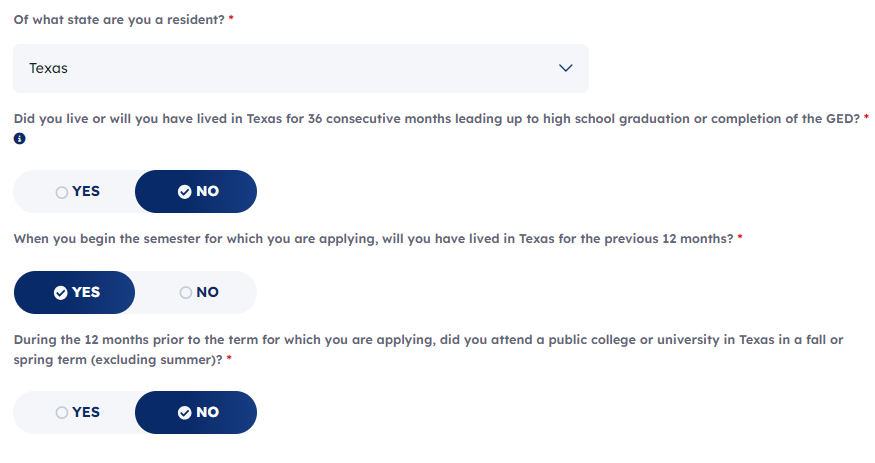 Of what state are you a resident? *
Texas
Did you live or will you have lived in Texas for 36 consecutive months leading up to high school graduation or completion of the GED? *
YES NO
When you begin the semester for which you are applying, will you have lived in Texas for the previous 12 months? *
YES NO
During the 12 months prior to the term for which you are applying, did you attend a public college or university in Texas in a fall or
spring term (excluding summer)? *
YES NO